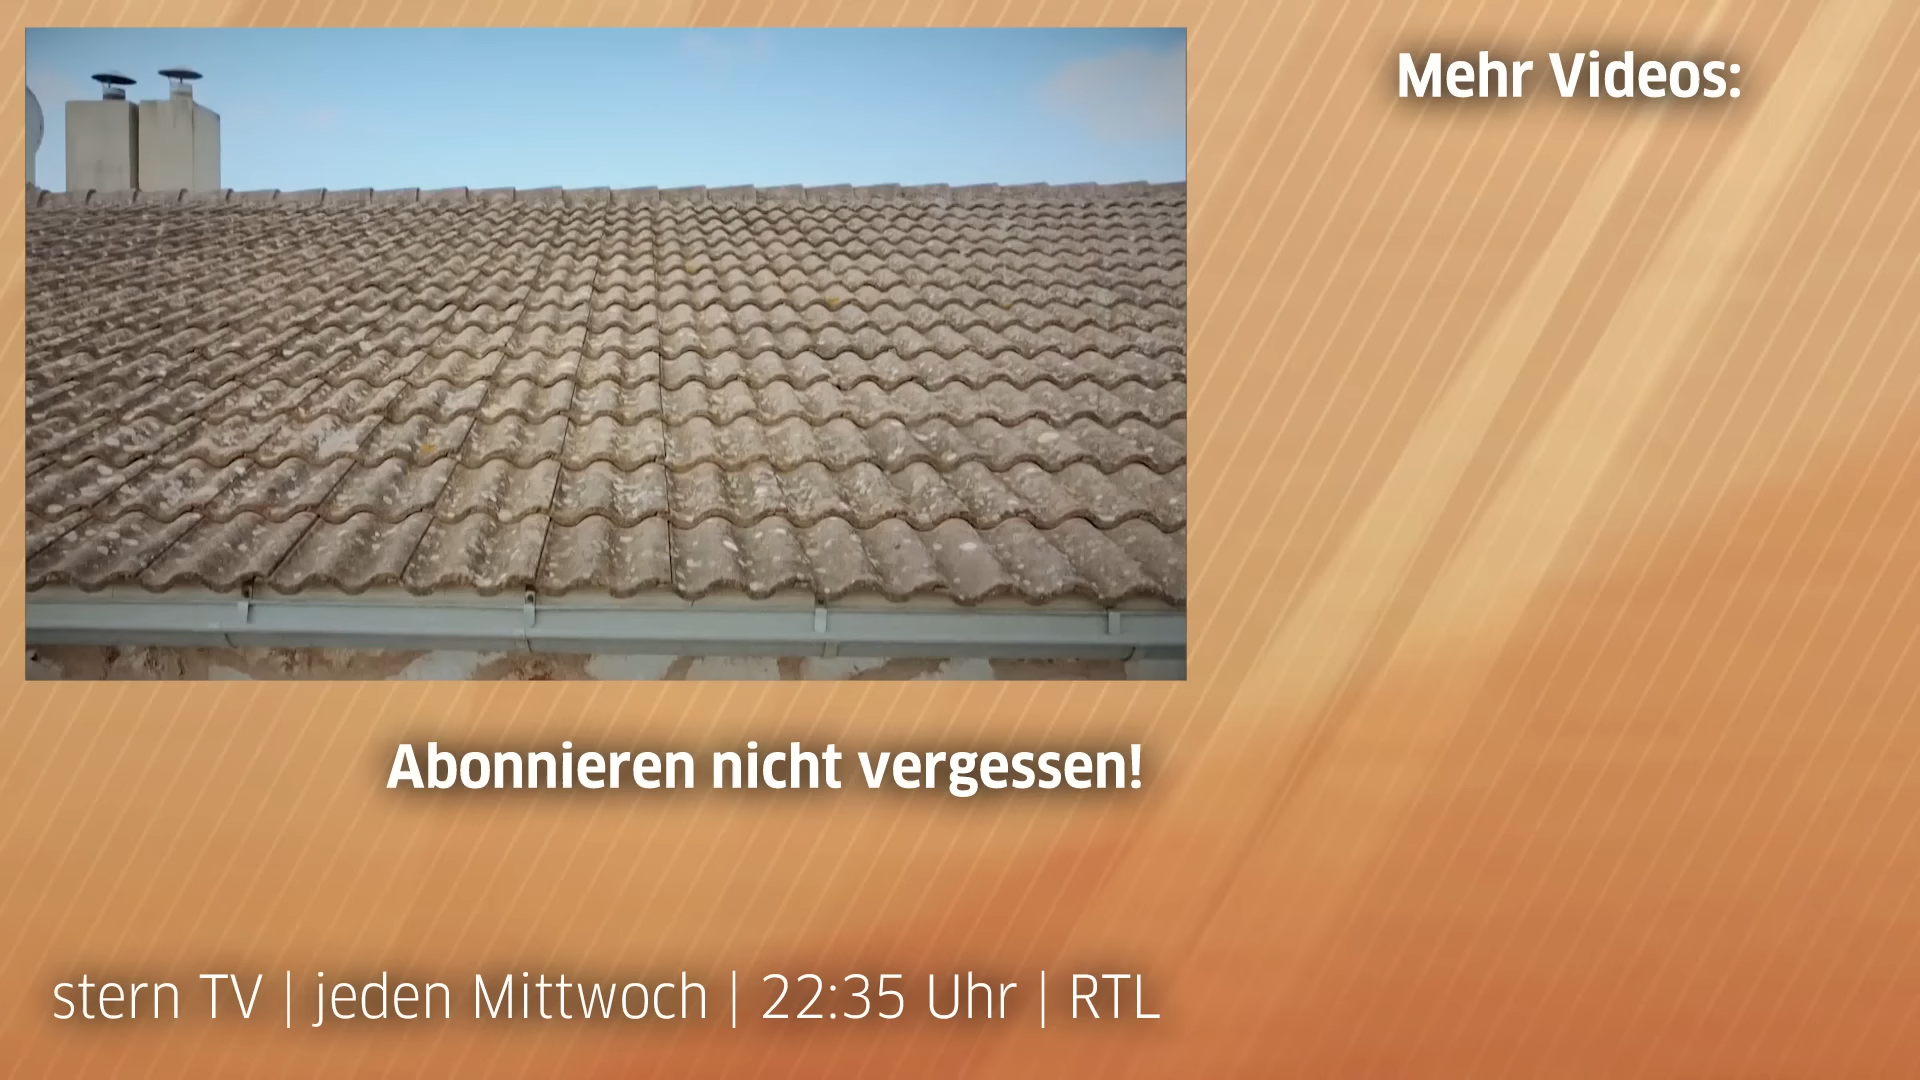 Mehr Videos:
Abonnieren nicht vergessen!
stern TV | jeden Mittwoch | 22:35 Uhr | RTL